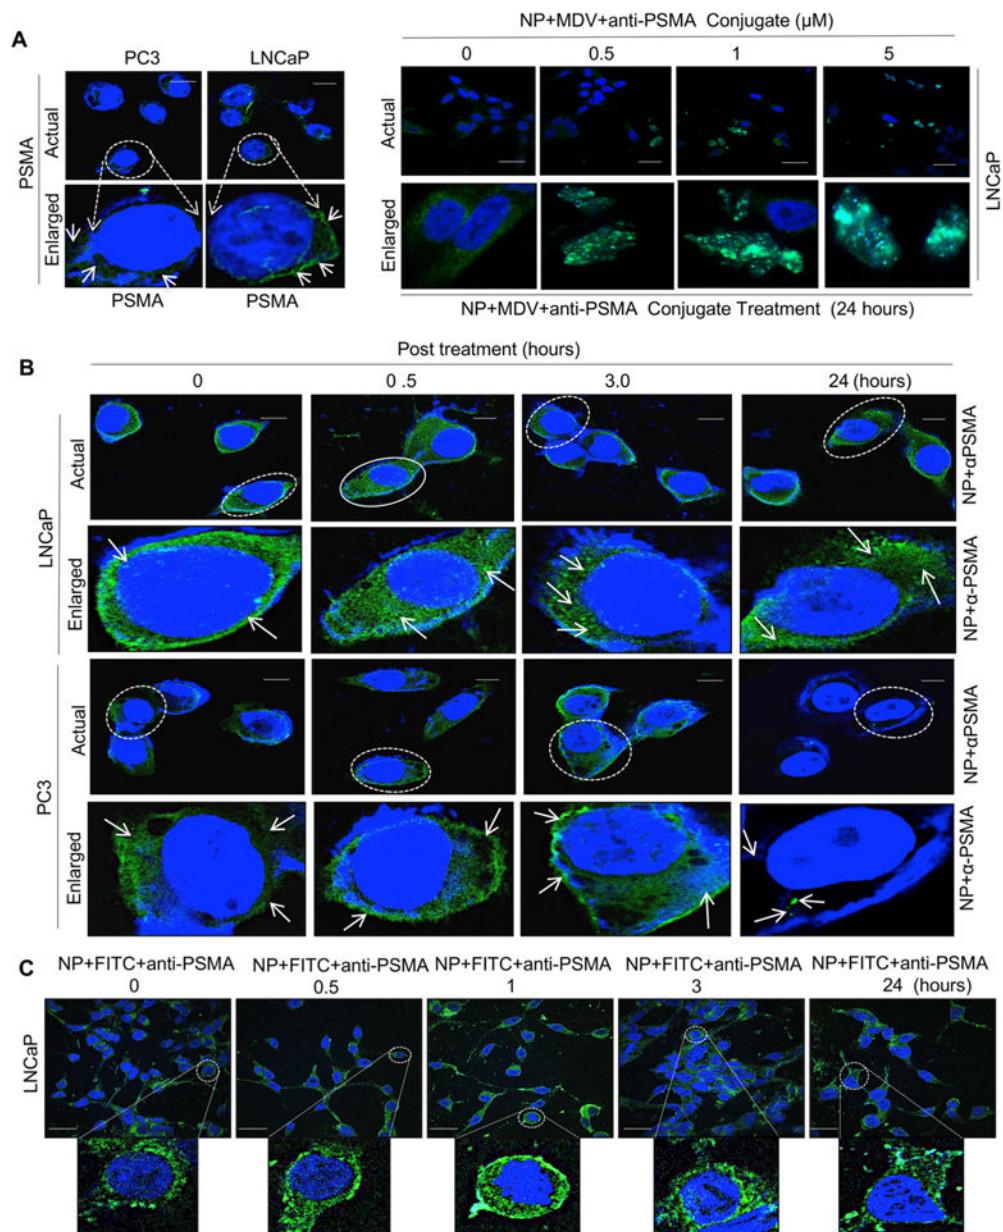 A
PC3
LNCaP
PSMA
Actual
Enlarged
PSMA
PSMA
NP+MDV+anti-PSMA Conjugate (µM)
0
0.5
1
5
Actual
Enlarged
LNCaP
NP+MDV+anti-PSMA Conjugate Treatment (24 hours)
B
Post treatment (hours)
0
0 .5
3.0
24 (hours)
LNCaP
Actual
NP+αPSMA
Enlarged
NP+α-PSMA
PC3
Actual
NP+αPSMA
Enlarged
NP+α-PSMA
C
NP+FITC+anti-PSMA
NP+FITC+anti-PSMA
NP+FITC+anti-PSMA
NP+FITC+anti-PSMA
NP+FITC+anti-PSMA
0
0.5
1
3
24 (hours)
LNCaP